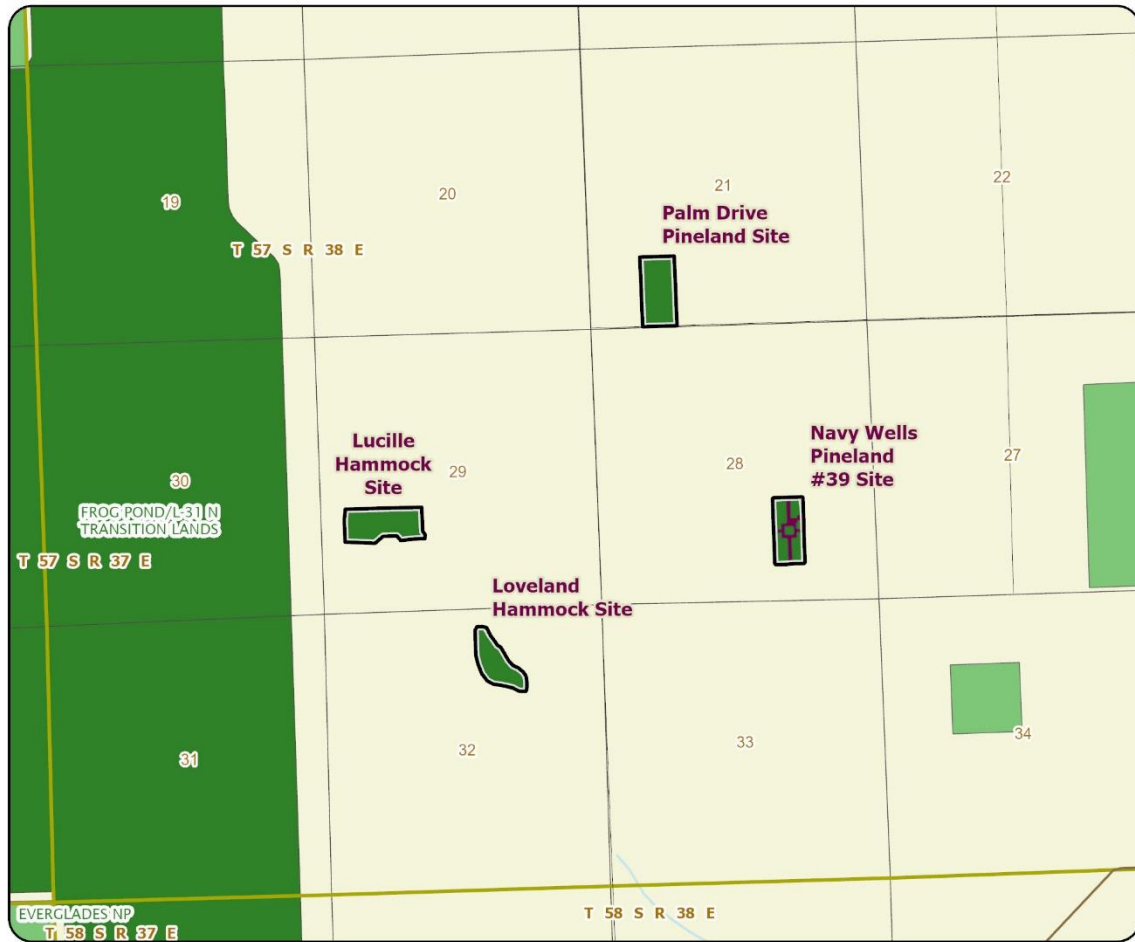 21
22
19
20
Palm Drive
Pineland Site
T 57 S R 38 E
Lucille
Hammock
Site
29
Navy Wells
Pineland
#39 Site
28
27
30
FROG POND/L-31 N
TRANSITION LANDS
T 57 S R 37 E
Loveland
Hammock Site
31
32
33
34
EVERGLADES NP
T 58 S R 37 E
T 58 S R 38 E